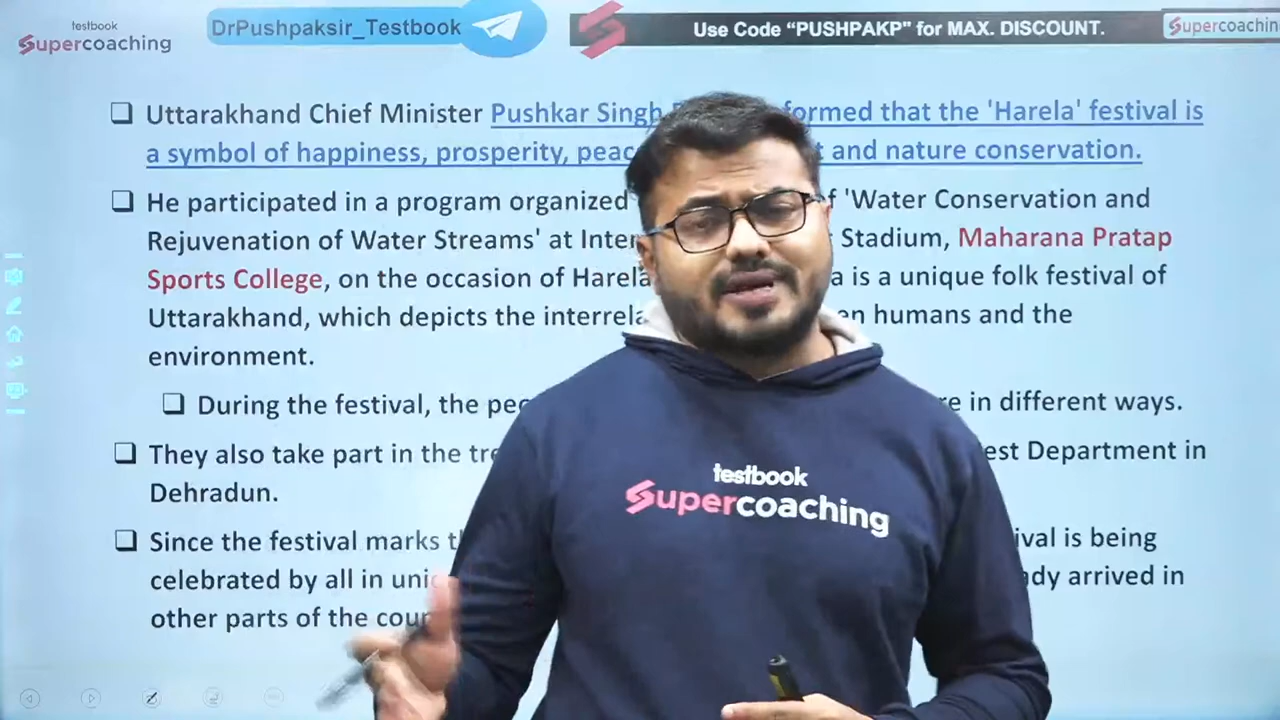 testbook
Supercoaching
DrPushpaksir_Testbook
Use Code “PUSHPAKP” for MAX. DISCOUNT.
Supercoachin
Uttarakhand Chief Minister Pushkar Singh formed that the 'Harela' festival is
a symbol of happiness, prosperity, peac t and nature conservation.
He participated in a program organized f 'Water Conservation and
Rejuvenation of Water Streams' at Inter Stadium, Maharana Pratap
Sports College, on the occasion of Harela a is a unique folk festival of
Uttarakhand, which depicts the interrela en humans and the
environment.
During the festival, the peo re in different ways.
They also take part in the tre est Department in
Dehradun.
Since the festival marks t ival is being
celebrated by all in unic ady arrived in
other parts of the cour
testbook
Supercoaching